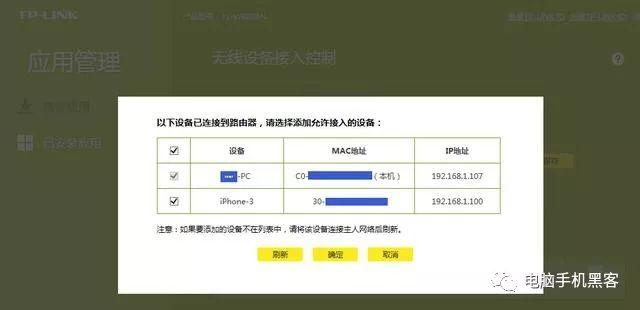 TP-LINK
应用管理
无线设备接入控制
已安装应用
以下设备已连接到路由器，请选择添加允许接入的设备：
设备 MAC地址 IP地址
-PC C0- （本机） 192.168.1.107
iPhone-3 30- 192.168.1.100
注意：如果要添加的设备不在列表中，请将该设备连接主人网络后刷新。
刷新 确定 取消
电脑手机黑客